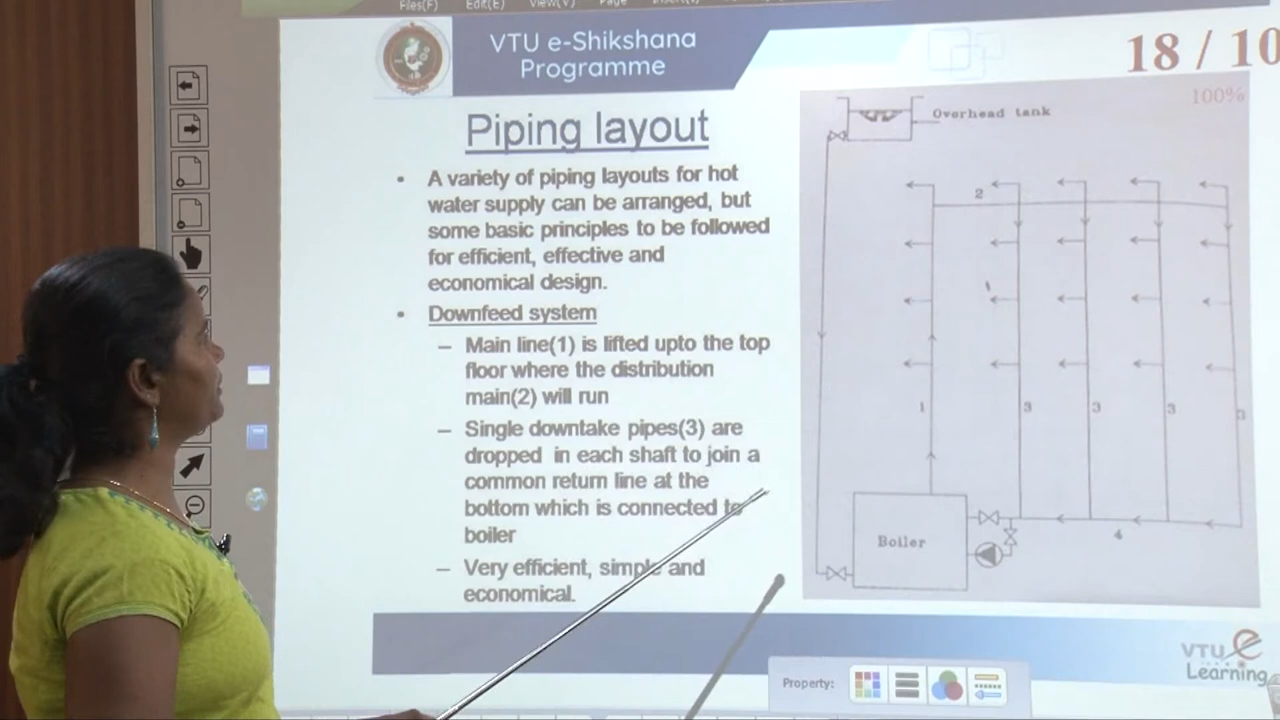 Files(F) Edit(E) View(V) Page Insert(I)
VTU e-Shikshana
Programme
18 / 10
100%
Piping layout
• A variety of piping layouts for hot
water supply can be arranged, but
some basic principles to be followed
for efficient, effective and
economical design.
• Downfeed system
– Main line(1) is lifted upto the top
floor where the distribution
main(2) will run
– Single downtake pipes(3) are
dropped in each shaft to join a
common return line at the
bottom which is connected to
boiler
– Very efficient, simple and
economical.
Overhead tank
2
1 3 3 3 3
Boiler
4
VTU e
Learning
Property: